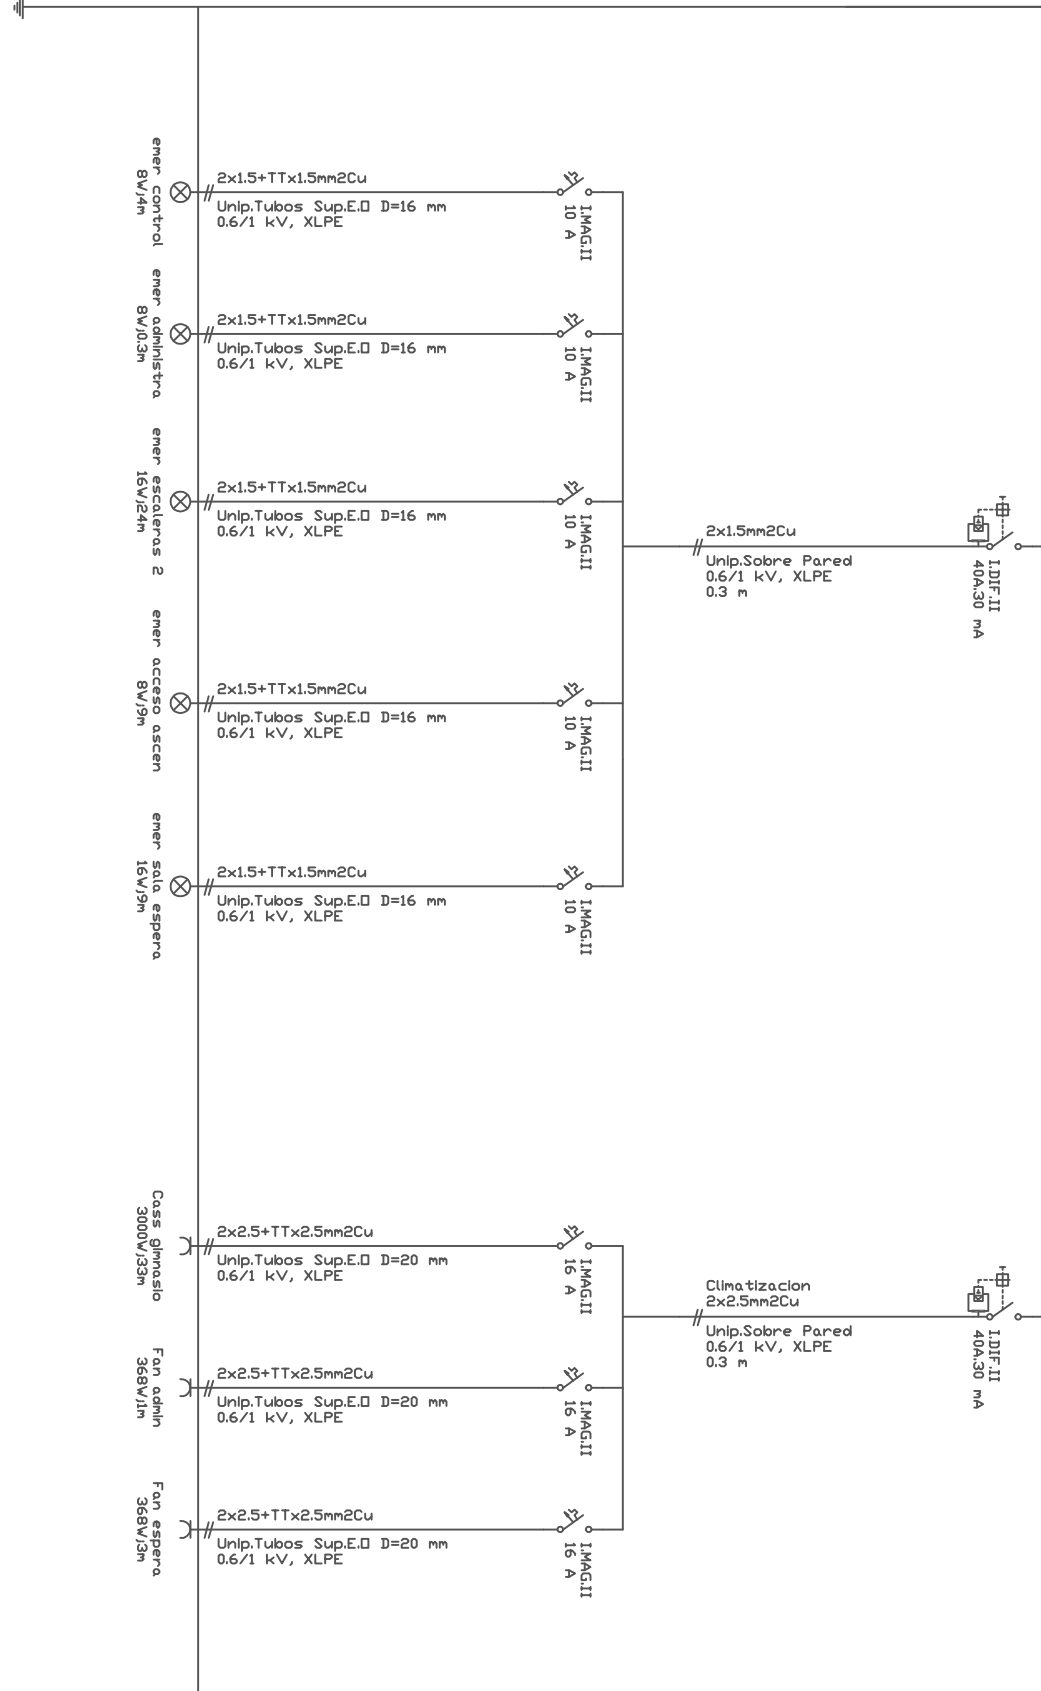 emer control
8W;4m
2x1.5+TTx1.5mm2Cu
Unip.Tubos Sup.E.O D=16 mm
0.6/1 kV, XLPE
I.MAG.II
10 A
emer administra
8W;0.3m
2x1.5+TTx1.5mm2Cu
Unip.Tubos Sup.E.O D=16 mm
0.6/1 kV, XLPE
I.MAG.II
10 A
emer escaleras 2
16W;24m
2x1.5+TTx1.5mm2Cu
Unip.Tubos Sup.E.O D=16 mm
0.6/1 kV, XLPE
I.MAG.II
10 A
2x1.5mm2Cu
Unip.Sobre Pared
0.6/1 kV, XLPE
0.3 m
I.DIF.II
40A.30 mA
emer acceso ascen
8W;9m
2x1.5+TTx1.5mm2Cu
Unip.Tubos Sup.E.O D=16 mm
0.6/1 kV, XLPE
I.MAG.II
10 A
emer sala espera
16W;9m
2x1.5+TTx1.5mm2Cu
Unip.Tubos Sup.E.O D=16 mm
0.6/1 kV, XLPE
I.MAG.II
10 A
Cass gimnasio
3000W;33m
2x2.5+TTx2.5mm2Cu
Unip.Tubos Sup.E.O D=20 mm
0.6/1 kV, XLPE
I.MAG.II
16 A
Climatizacion
2x2.5mm2Cu
Unip.Sobre Pared
0.6/1 kV, XLPE
0.3 m
I.DIF.II
40A.30 mA
Fan admin
368W;1m
2x2.5+TTx2.5mm2Cu
Unip.Tubos Sup.E.O D=20 mm
0.6/1 kV, XLPE
I.MAG.II
16 A
Fan espera
368W;3m
2x2.5+TTx2.5mm2Cu
Unip.Tubos Sup.E.O D=20 mm
0.6/1 kV, XLPE
I.MAG.II
16 A